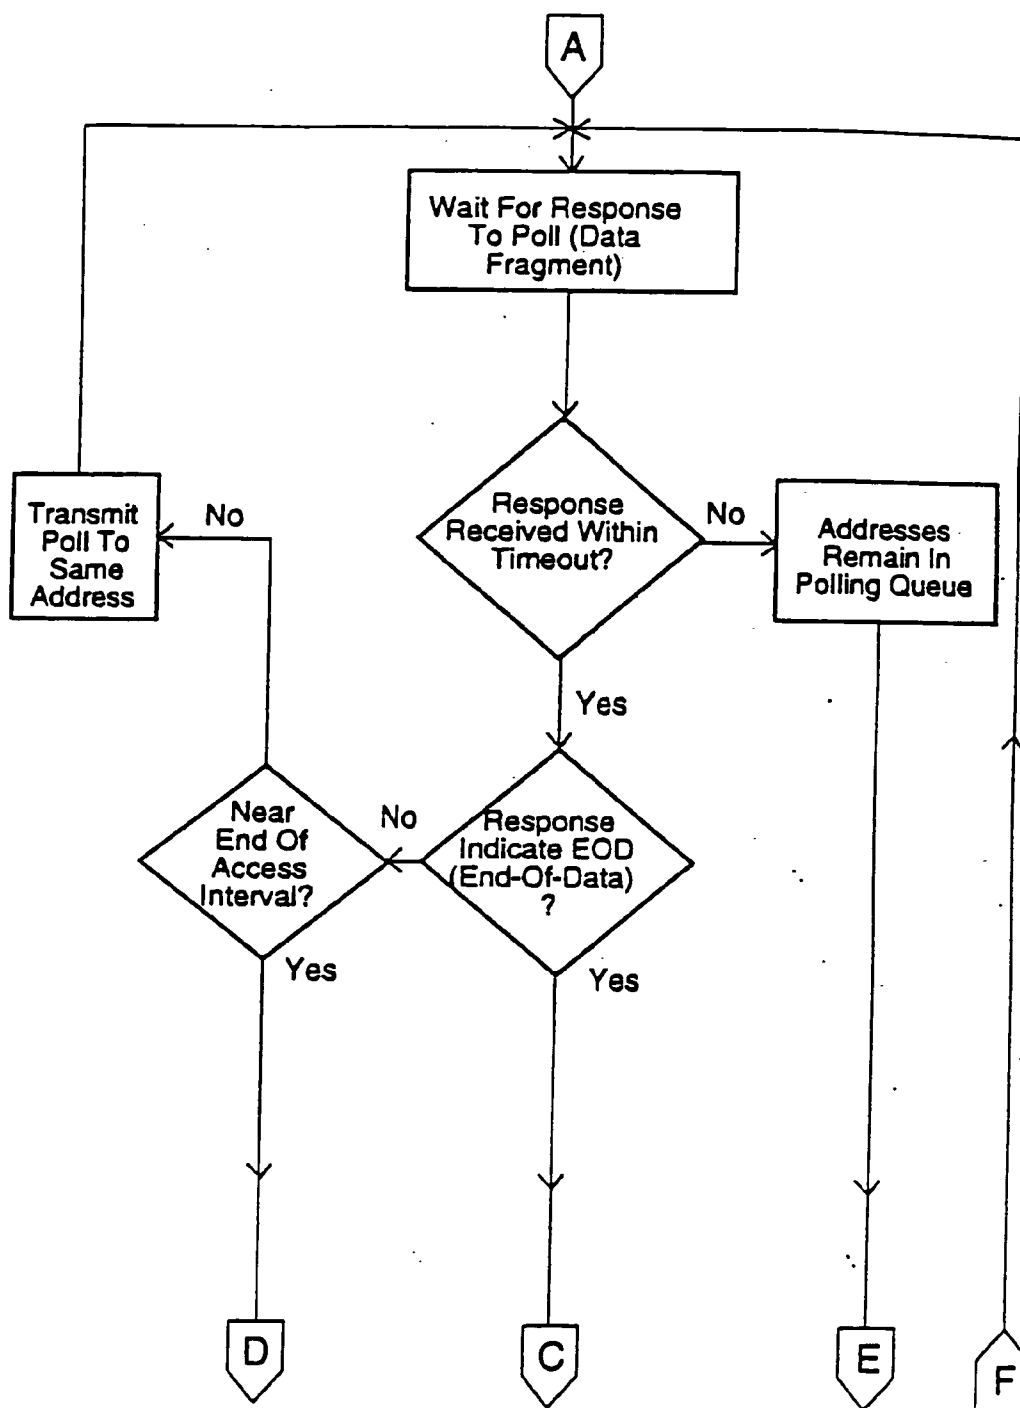 A
Wait For Response
To Poll (Data
Fragment)
Response
Received Within
Timeout?
No
Addresses
Remain In
Polling Queue
Transmit
Poll To
Same
Address
No
Yes
Near
End Of
Access
Interval?
No
Response
Indicate EOD
(End-Of-Data)
?
Yes
Yes
D
C
E
F